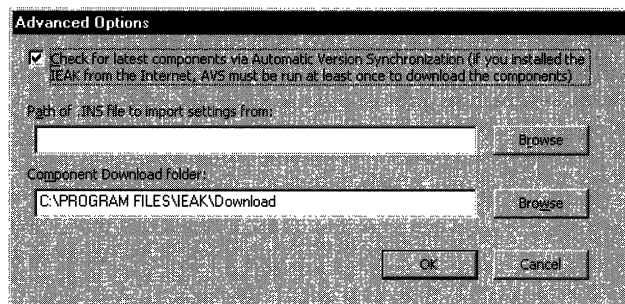 Advanced Options
Check for latest components via Automatic Version Synchronization (if you installed the
IEAK from the Internet, AVS must be run at least once to download the components)
Path of .INS file to import settings from:
Browse
Component Download folder:
C:\PROGRAM FILES\IEAK\Download
Browse
OK
Cancel